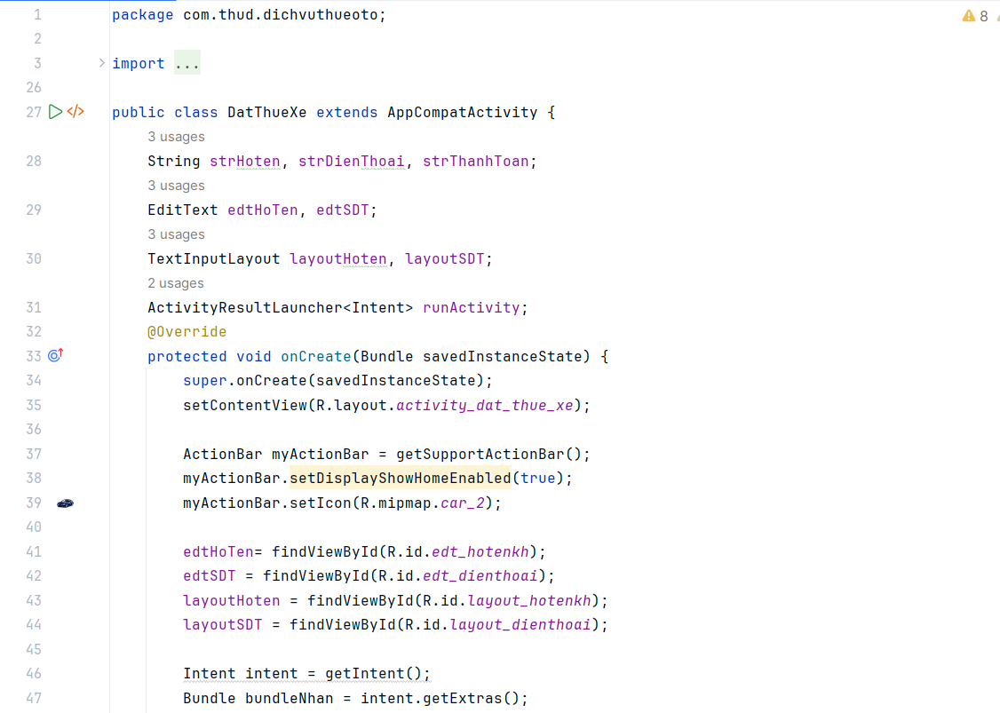 1 package com.thud.dichvuthueoto; 8
2
3 import ...
26
27 public class DatThueXe extends AppCompatActivity {
3 usages
28 String strHoten, strDienThoai, strThanhToan;
3 usages
29 EditText edtHoTen, edtSDT;
3 usages
30 TextInputLayout layoutHoten, layoutSDT;
2 usages
31 ActivityResultLauncher<Intent> runActivity;
32 @Override
33 protected void onCreate(Bundle savedInstanceState) {
34 super.onCreate(savedInstanceState);
35 setContentView(R.layout.activity_dat_thue_xe);
36
37 ActionBar myActionBar = getSupportActionBar();
38 myActionBar.setDisplayShowHomeEnabled(true);
39 myActionBar.setIcon(R.mipmap.car_2);
40
41 edtHoTen= findViewById(R.id.edt_hotenkh);
42 edtSDT = findViewById(R.id.edt_dienthoai);
43 layoutHoten = findViewById(R.id.layout_hotenkh);
44 layoutSDT = findViewById(R.id.layout_dienthoai);
45
46 Intent intent = getIntent();
47 Bundle bundleNhan = intent.getExtras();